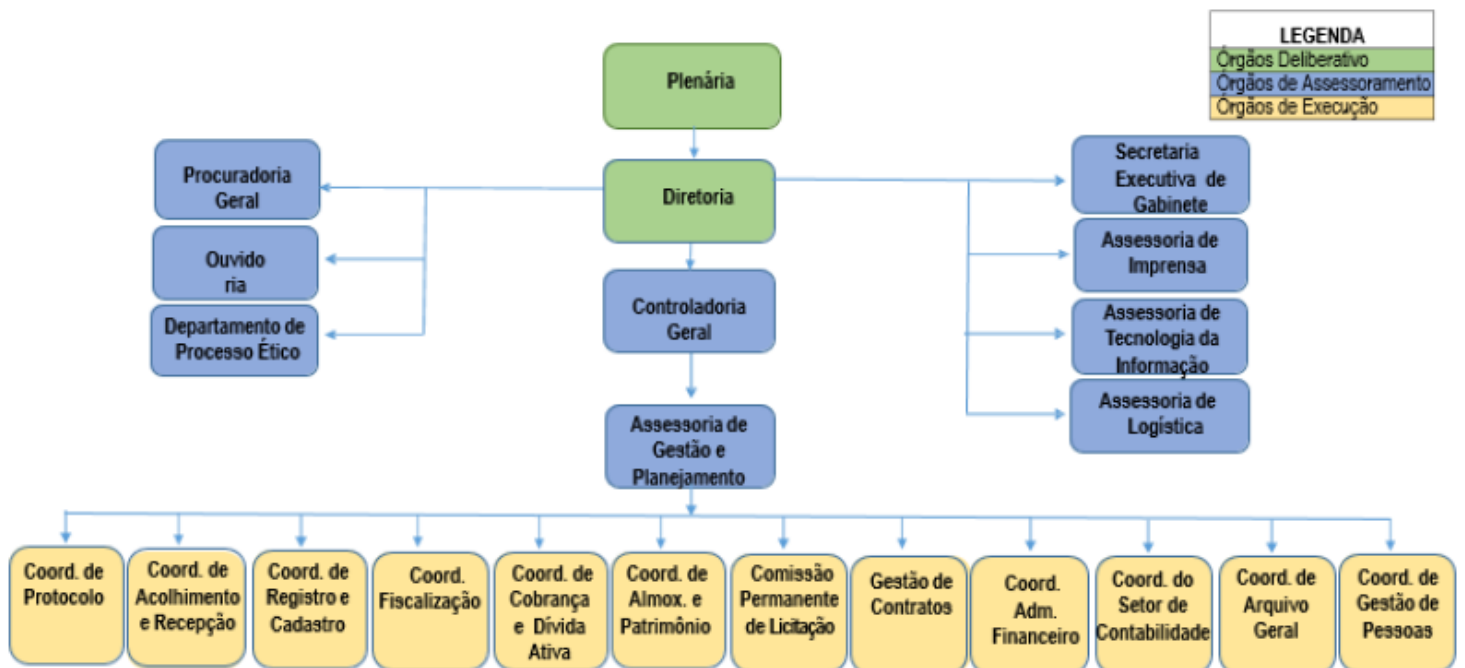 LEGENDA
Órgãos Deliberativo
Órgãos de Assessoramento
Órgãos de Execução
Plenária
Diretoria
Procuradoria
Geral
Ouvido
ria
Departamento de
Processo Ético
Secretaria
Executiva de
Gabinete
Assessoria de
Imprensa
Assessoria de
Tecnologia da
Informação
Assessoria de
Logística
Controladoria
Geral
Assessoria de
Gestão e
Planejamento
Coord. de
Protocolo
Coord. de
Acolhimento
e Recepção
Coord. de
Registro e
Cadastro
Coord.
Fiscalização
Coord. de
Cobrança
e Dívida
Ativa
Coord. de
Almox. e
Patrimônio
Comissão
Permanente
de Licitação
Gestão de
Contratos
Coord.
Adm.
Financeiro
Coord. do
Setor de
Contabilidade
Coord. de
Arquivo
Geral
Coord. de
Gestão de
Pessoas